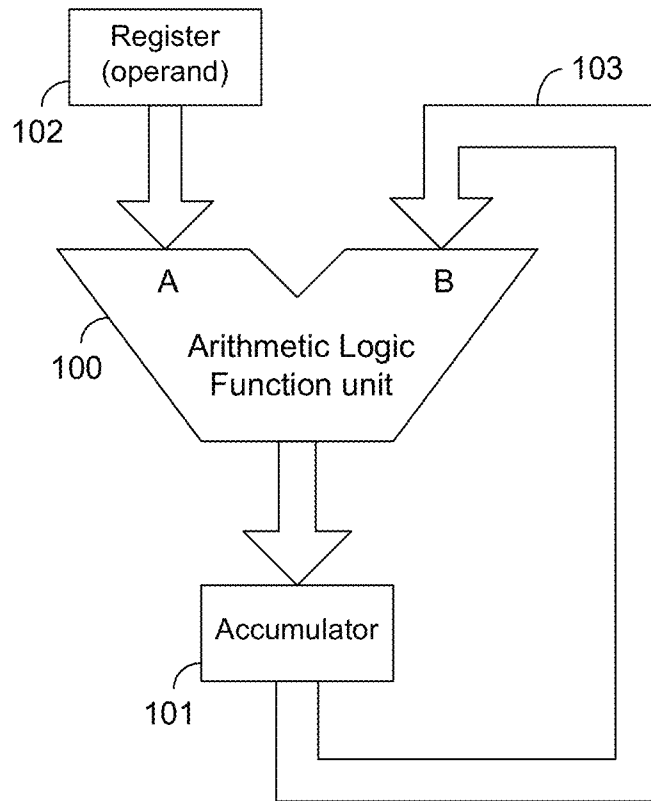 Register
(operand)
102
103
A
B
100
Arithmetic Logic
Function unit
Accumulator
101